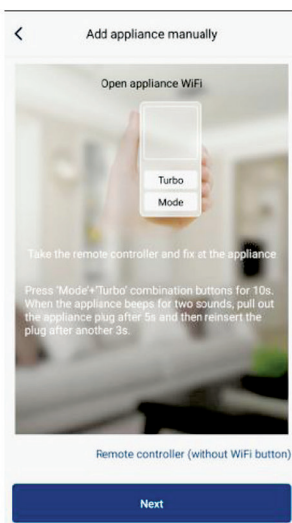 Add appliance manually
Open appliance WiFi
Turbo
Mode
Take the remote controller and fix at the appliance
Press 'Mode'+'Turbo' combination buttons for 10s.
When the appliance beeps for two sounds, pull out
the appliance plug after 5s and then reinsert the
plug after another 3s.
Remote controller (without WiFi button)
Next